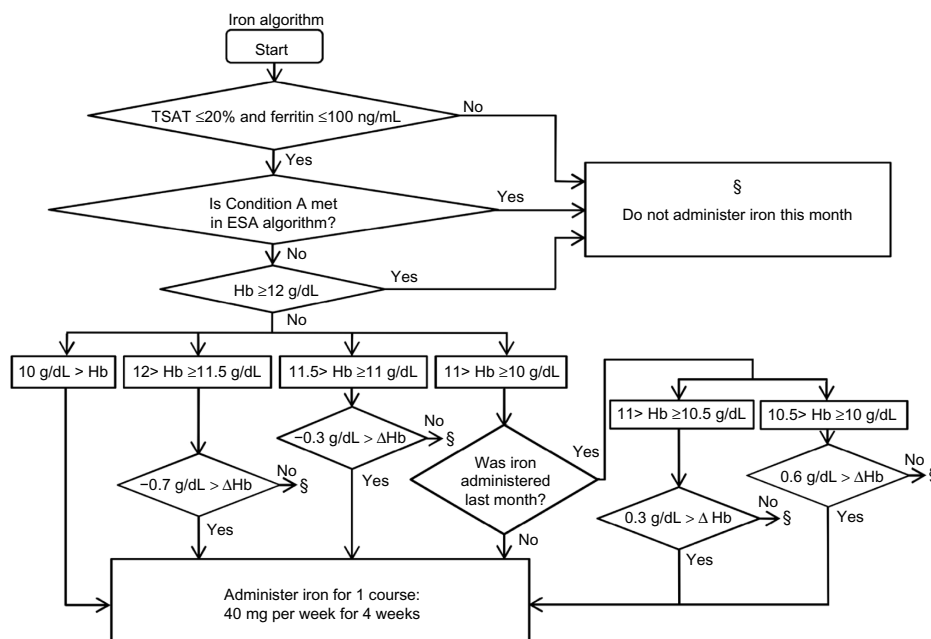 Iron algorithm
Start
TSAT ≤20% and ferritin ≤100 ng/mL
No
Yes
§
Do not administer iron this month
Is Condition A met
in ESA algorithm?
Yes
No
Hb ≥12 g/dL
Yes
No
10 g/dL > Hb
12> Hb ≥11.5 g/dL
11.5> Hb ≥11 g/dL
11> Hb ≥10 g/dL
11> Hb ≥10.5 g/dL
10.5> Hb ≥10 g/dL
−0.3 g/dL > ΔHb
No
§
Yes
−0.7 g/dL > ΔHb
No
§
Yes
Was iron
administered
last month?
Yes
No
0.3 g/dL > Δ Hb
No
§
Yes
0.6 g/dL > ΔHb
No
§
Yes
Administer iron for 1 course:
40 mg per week for 4 weeks